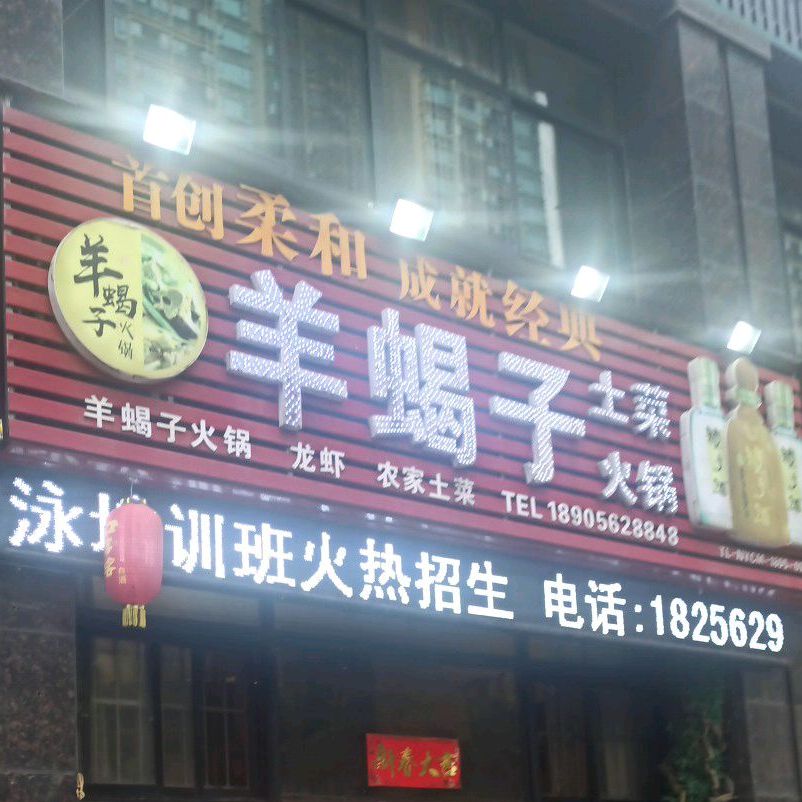 首创柔和 成就经典
羊蝎子火锅
羊蝎子
土菜
火锅
羊蝎子火锅 龙虾 农家土菜 TEL 18905628848
泳培训班火热招生 电话:1825629
新春大吉